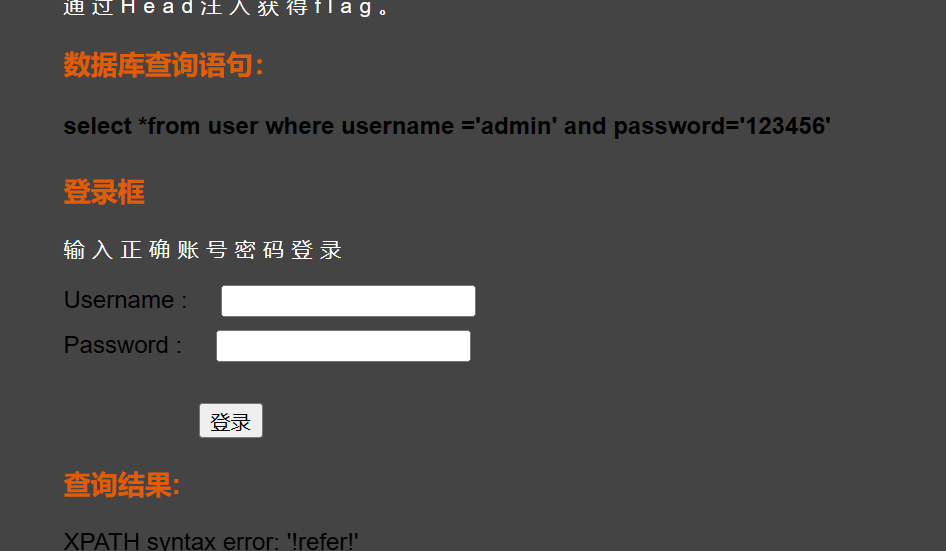 通过Head注入获得flag。
数据库查询语句：
select *from user where username ='admin' and password='123456'
登录框
输入正确账号密码登录
Username :
Password :
登录
查询结果:
XPATH syntax error: '!refer!'